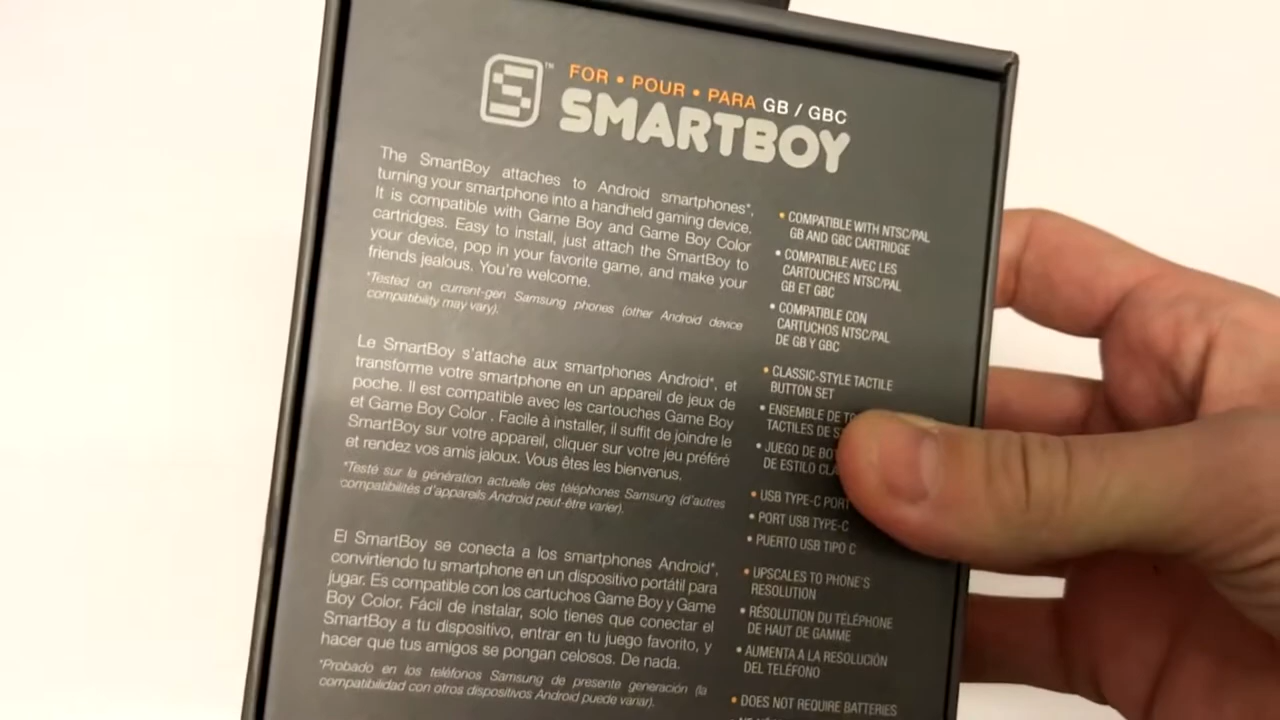 FOR • POUR • PARA GB / GBC
SMARTBOY™
The SmartBoy attaches to Android smartphones*,
turning your smartphone into a handheld gaming device.
It is compatible with Game Boy and Game Boy Color
cartridges. Easy to install, just attach the SmartBoy to
your device, pop in your favorite game, and make your
friends jealous. You're welcome.
*Tested on current-gen Samsung phones (other Android device
compatibility may vary).
Le SmartBoy s'attache aux smartphones Android*, et
transforme votre smartphone en un appareil de jeux de
poche. Il est compatible avec les cartouches Game Boy
et Game Boy Color . Facile à installer, il suffit de joindre le
SmartBoy sur votre appareil, cliquer sur votre jeu préféré
et rendez vos amis jaloux. Vous êtes les bienvenus.
*Testé sur la génération actuelle des téléphones Samsung (d'autres
compatibilités d'appareils Android peut-être varier).
El SmartBoy se conecta a los smartphones Android*,
convirtiendo tu smartphone en un dispositivo portátil para
jugar. Es compatible con los cartuchos Game Boy y Game
Boy Color. Fácil de instalar, solo tienes que conectar el
SmartBoy a tu dispositivo, entrar en tu juego favorito, y
hacer que tus amigos se pongan celosos. De nada.
*Probado en los teléfonos Samsung de presente generación (la
compatibilidad con otros dispositivos Android puede variar).
• COMPATIBLE WITH NTSC/PAL
GB AND GBC CARTRIDGE
• COMPATIBLE AVEC LES
CARTOUCHES NTSC/PAL
GB ET GBC
• COMPATIBLE CON
CARTUCHOS NTSC/PAL
DE GB Y GBC
• CLASSIC-STYLE TACTILE
BUTTON SET
• ENSEMBLE DE
TACTILES DE
• JUEGO DE
DE ESTILO
• USB TYPE-C PORT
• PORT USB TYPE-C
• PUERTO USB TIPO C
• UPSCALES TO PHONE'S
RESOLUTION
• RÉSOLUTION DU TÉLÉPHONE
DE HAUT DE GAMME
• AUMENTA A LA RESOLUCIÓN
DEL TELÉFONO
• DOES NOT REQUIRE BATTERIES